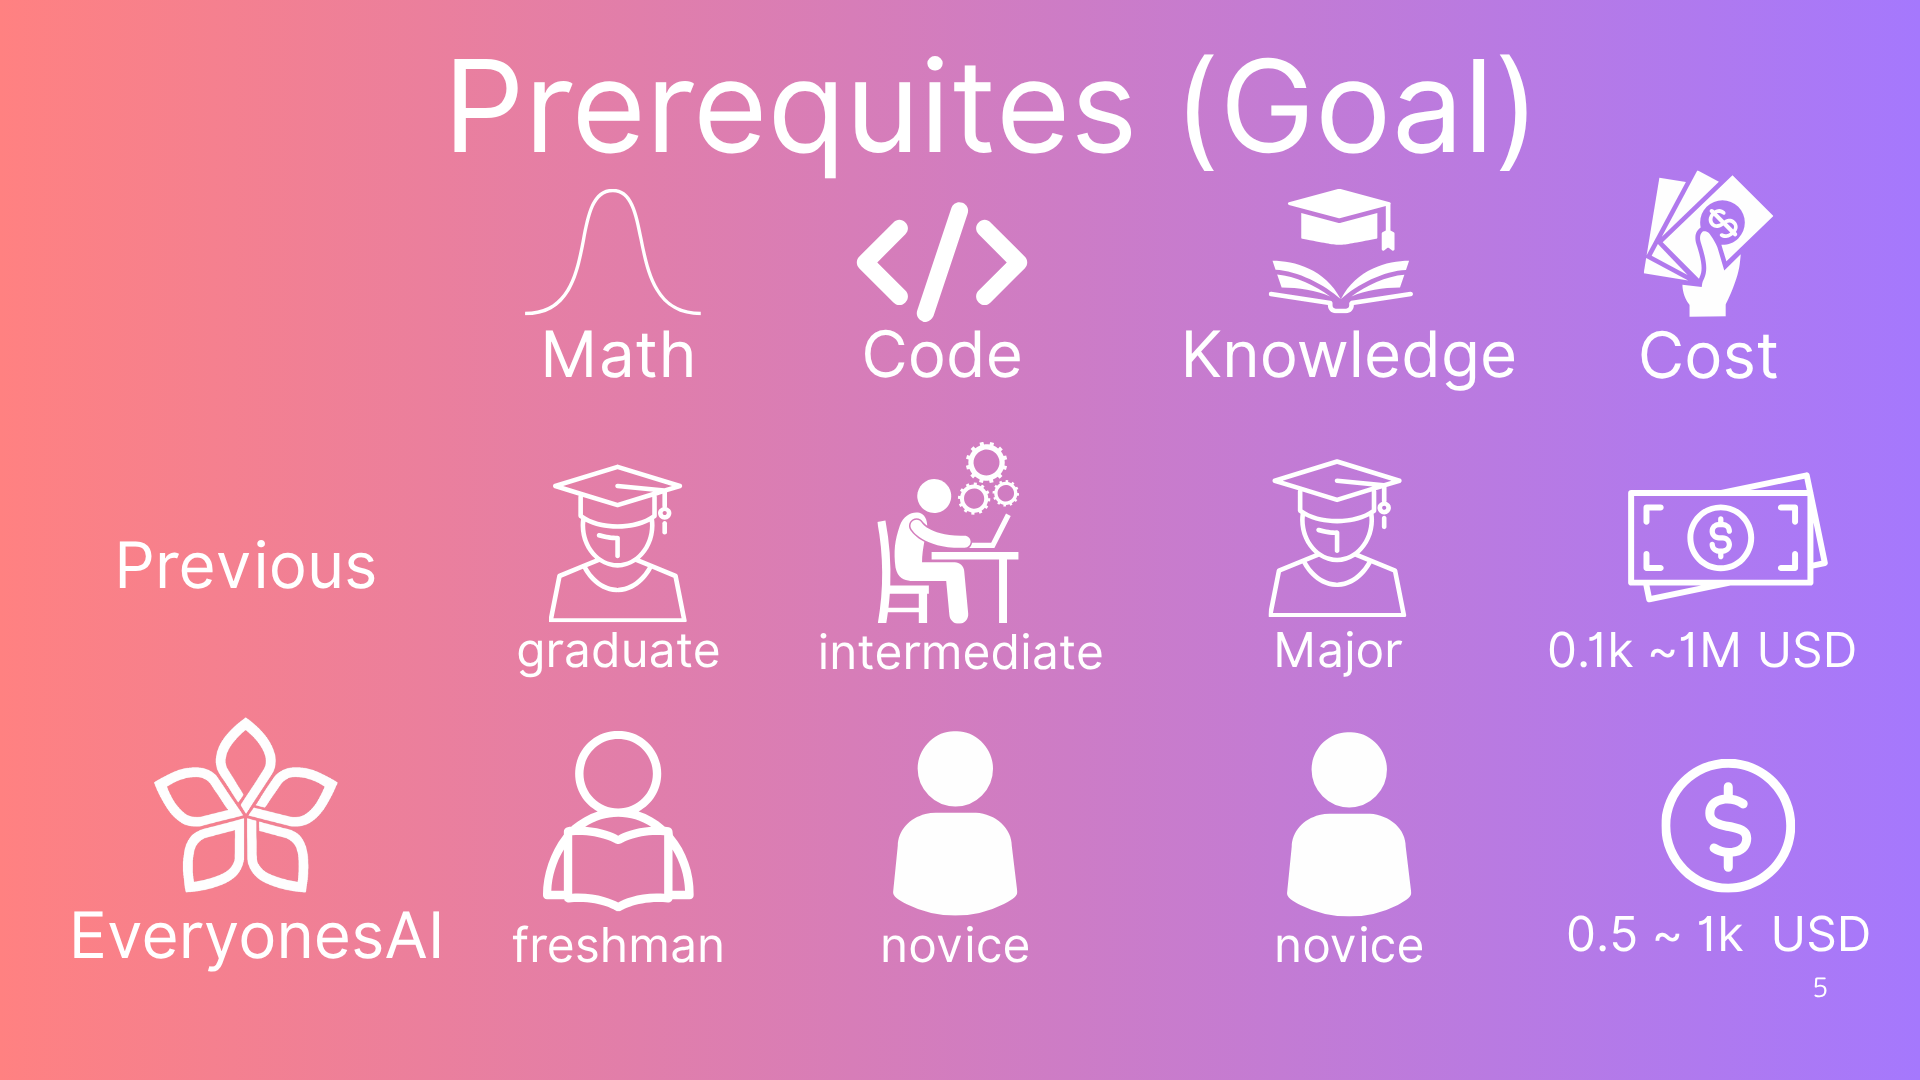 Prerequites (Goal)
Math Code Knowledge Cost
Previous
graduate intermediate Major 0.1k ~1M USD
EveryonesAI freshman novice novice 0.5 ~ 1k USD
5